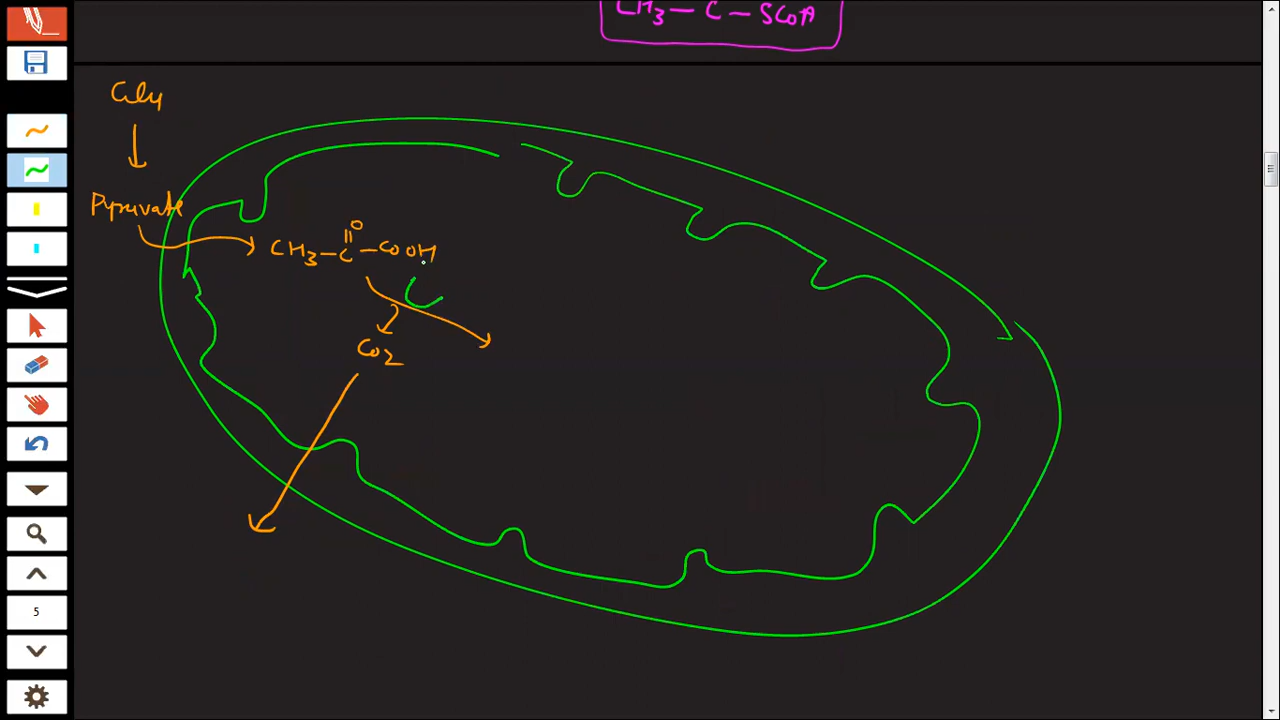 CH3 — C — SCoA
Gly
Pyruvate
O
CH3 — C — COOH
CO2
5